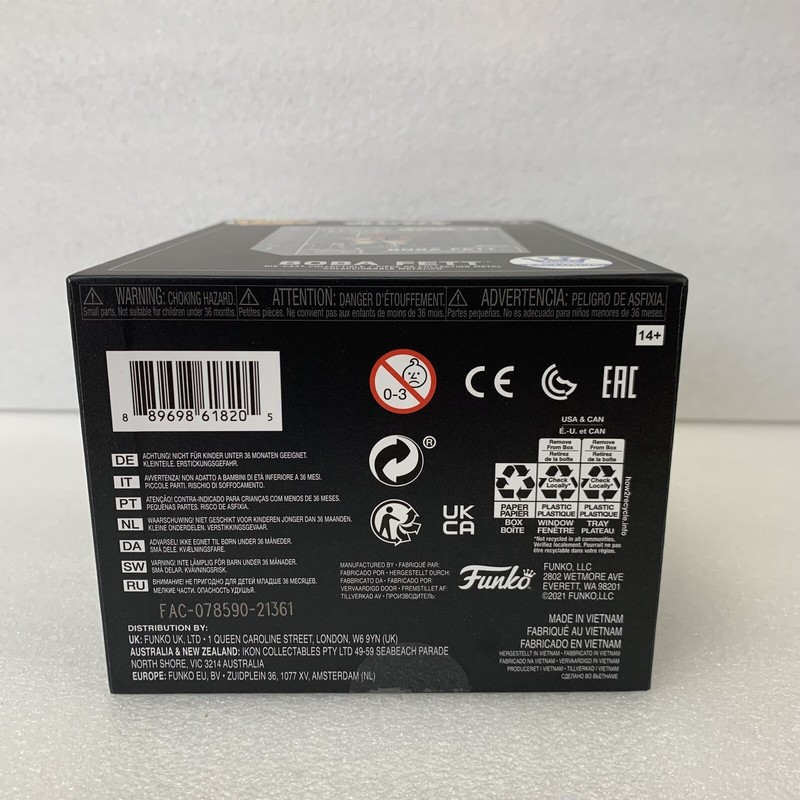 BOBA FETT
WARNING: CHOKING HAZARD.
Small parts. Not suitable for children under 36 months.
ATTENTION: DANGER D'ÉTOUFFEMENT.
Petites pièces. Ne convient pas aux enfants de moins de 36 mois.
ADVERTENCIA: PELIGRO DE ASFIXIA.
Partes pequeñas. No es adecuado para niños menores de 36 meses.
14+
8 89698 61820 5
0-3
CE
EAC
USA & CAN
É.-U. et CAN
Remove From Box
Retirez de la boîte
Remove From Box
Retirez de la boîte
Check Locally*
Check Locally*
PAPER
PAPIER
BOX
BOÎTE
PLASTIC
PLASTIQUE
WINDOW
FENÊTRE
PLASTIC
PLASTIQUE
TRAY
PLATEAU
how2recycle.info
*Not recycled in all communities.
Vérifiez localement. Pourrait ne pas
être recyclable dans votre région.
®
UK
CA
DE ACHTUNG! NICHT FÜR KINDER UNTER 36 MONATEN GEEIGNET.
KLEINTEILE. ERSTICKUNGSGEFAHR.
IT AVVERTENZA! NON ADATTO A BAMBINI DI ETÀ INFERIORE A 36 MESI.
PICCOLE PARTI. RISCHIO DI SOFFOCAMENTO.
PT ATENÇÃO! CONTRA-INDICADO PARA CRIANÇAS COM MENOS DE 36 MESES.
PEQUENAS PARTES. RISCO DE ASFIXIA.
NL WAARSCHUWING! NIET GESCHIKT VOOR KINDEREN JONGER DAN 36 MAANDEN.
KLEINE ONDERDELEN. VERSTIKKINGSGEVAAR.
DA ADVARSEL! IKKE EGNET TIL BØRN UNDER 36 MÅNEDER.
SMÅ DELE. KVÆLNINGSFARE.
SW VARNING! INTE LÄMPLIG FÖR BARN UNDER 36 MÅNADER.
SMÅ DELAR. KVÄVNINGSRISK.
RU ВНИМАНИЕ! НЕ ПРИГОДНО ДЛЯ ДЕТЕЙ МЛАДШЕ 36 МЕСЯЦЕВ.
МЕЛКИЕ ЧАСТИ. ОПАСНОСТЬ УДУШЬЯ.
FAC-078590-21361
MANUFACTURED BY • FABRIQUÉ PAR:
FABRICADO POR • HERGESTELLT DURCH:
FABBRICATO DA • FABRICADO POR:
VERVAARDIGD DOOR • FREMSTILLET AF:
TILLVERKAD AV • ПРОИЗВОДИТЕЛЬ:
Funko
FUNKO, LLC
2802 WETMORE AVE
EVERETT, WA 98201
©2021 FUNKO,LLC
DISTRIBUTION BY:
UK: FUNKO UK, LTD • 1 QUEEN CAROLINE STREET, LONDON, W6 9YN (UK)
AUSTRALIA & NEW ZEALAND: IKON COLLECTABLES PTY LTD 49-59 SEABEACH PARADE
NORTH SHORE, VIC 3214 AUSTRALIA
EUROPE: FUNKO EU, BV • ZUIDPLEIN 36, 1077 XV, AMSTERDAM (NL)
MADE IN VIETNAM
FABRIQUÉ AU VIETNAM
FABRICADO EN VIETNAM
HERGESTELLT IN VIETNAM • FABBRICATO IN VIETNAM
FABRICADO NA VIETNAM • VERVAARDIGD IN VIETNAM
PRODUCERET I VIETNAM • TILLVERKAD I VIETNAM
СДЕЛАНО ВО ВЬЕТНАМЕ